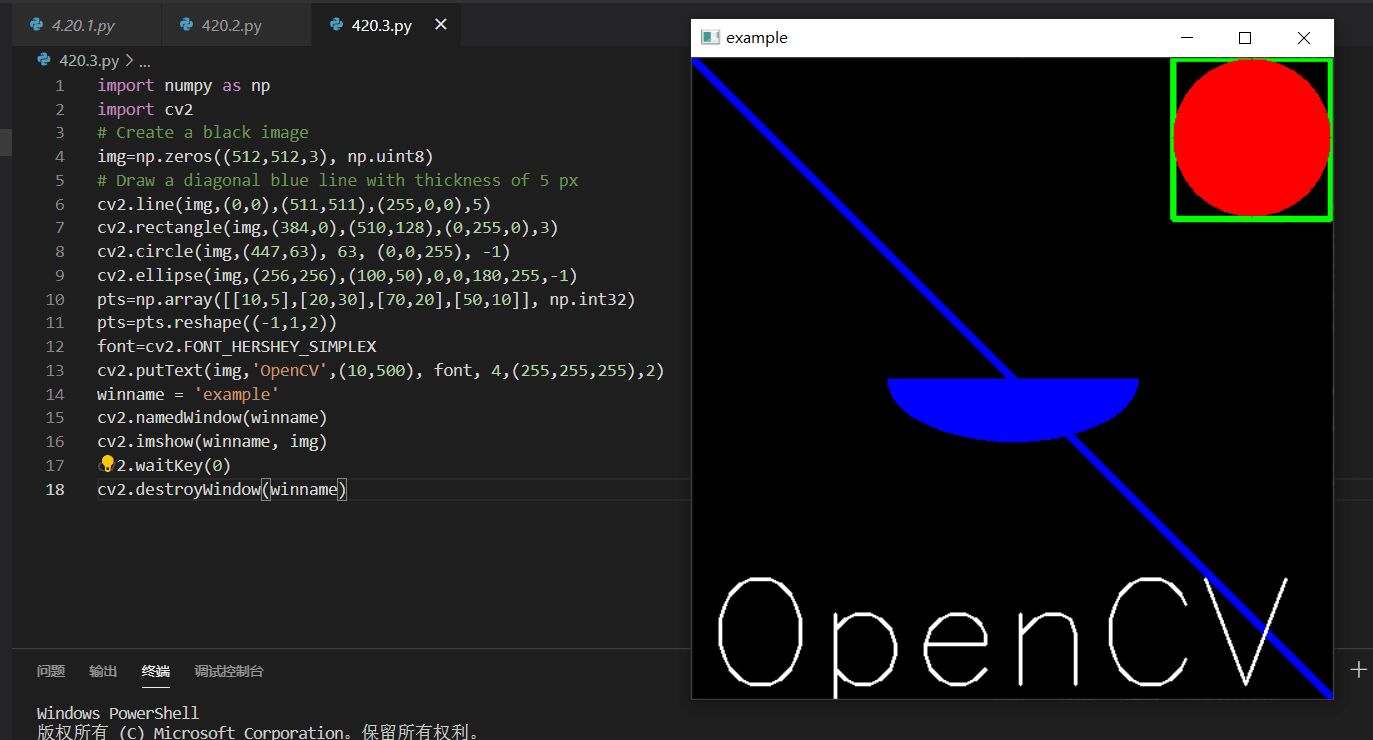 4.20.1.py 420.2.py 420.3.py
example
420.3.py > ...
1 import numpy as np
2 import cv2
3 # Create a black image
4 img=np.zeros((512,512,3), np.uint8)
5 # Draw a diagonal blue line with thickness of 5 px
6 cv2.line(img,(0,0),(511,511),(255,0,0),5)
7 cv2.rectangle(img,(384,0),(510,128),(0,255,0),3)
8 cv2.circle(img,(447,63), 63, (0,0,255), -1)
9 cv2.ellipse(img,(256,256),(100,50),0,0,180,255,-1)
10 pts=np.array([[10,5],[20,30],[70,20],[50,10]], np.int32)
11 pts=pts.reshape((-1,1,2))
12 font=cv2.FONT_HERSHEY_SIMPLEX
13 cv2.putText(img,'OpenCV',(10,500), font, 4,(255,255,255),2)
14 winname = 'example'
15 cv2.namedWindow(winname)
16 cv2.imshow(winname, img)
17 2.waitKey(0)
18 cv2.destroyWindow(winname)
OpenCV
问题 输出 终端 调试控制台
Windows PowerShell
版权所有 (C) Microsoft Corporation。保留所有权利。